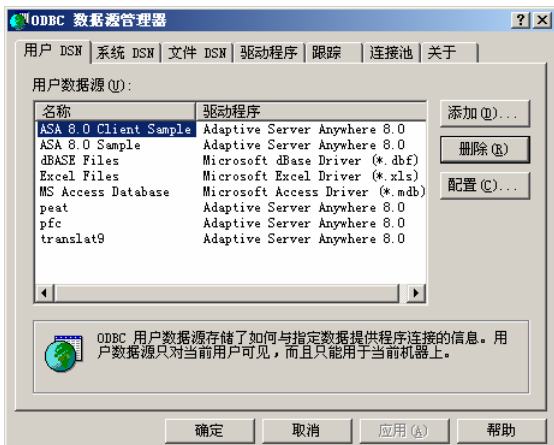 ODBC 数据源管理器
用户 DSN 系统 DSN 文件 DSN 驱动程序 跟踪 连接池 关于
用户数据源(U):
名称 驱动程序
ASA 8.0 Client Sample Adaptive Server Anywhere 8.0
ASA 8.0 Sample Adaptive Server Anywhere 8.0
dBASE Files Microsoft dBase Driver (*.dbf)
Excel Files Microsoft Excel Driver (*.xls)
MS Access Database Microsoft Access Driver (*.mdb)
peat Adaptive Server Anywhere 8.0
pfc Adaptive Server Anywhere 8.0
translat9 Adaptive Server Anywhere 8.0
添加(D)...
删除(R)
配置(C)...
ODBC 用户数据源存储了如何与指定数据提供程序连接的信息。用
户数据源只对当前用户可见，而且只能用于当前机器上。
确定 取消 应用(A) 帮助